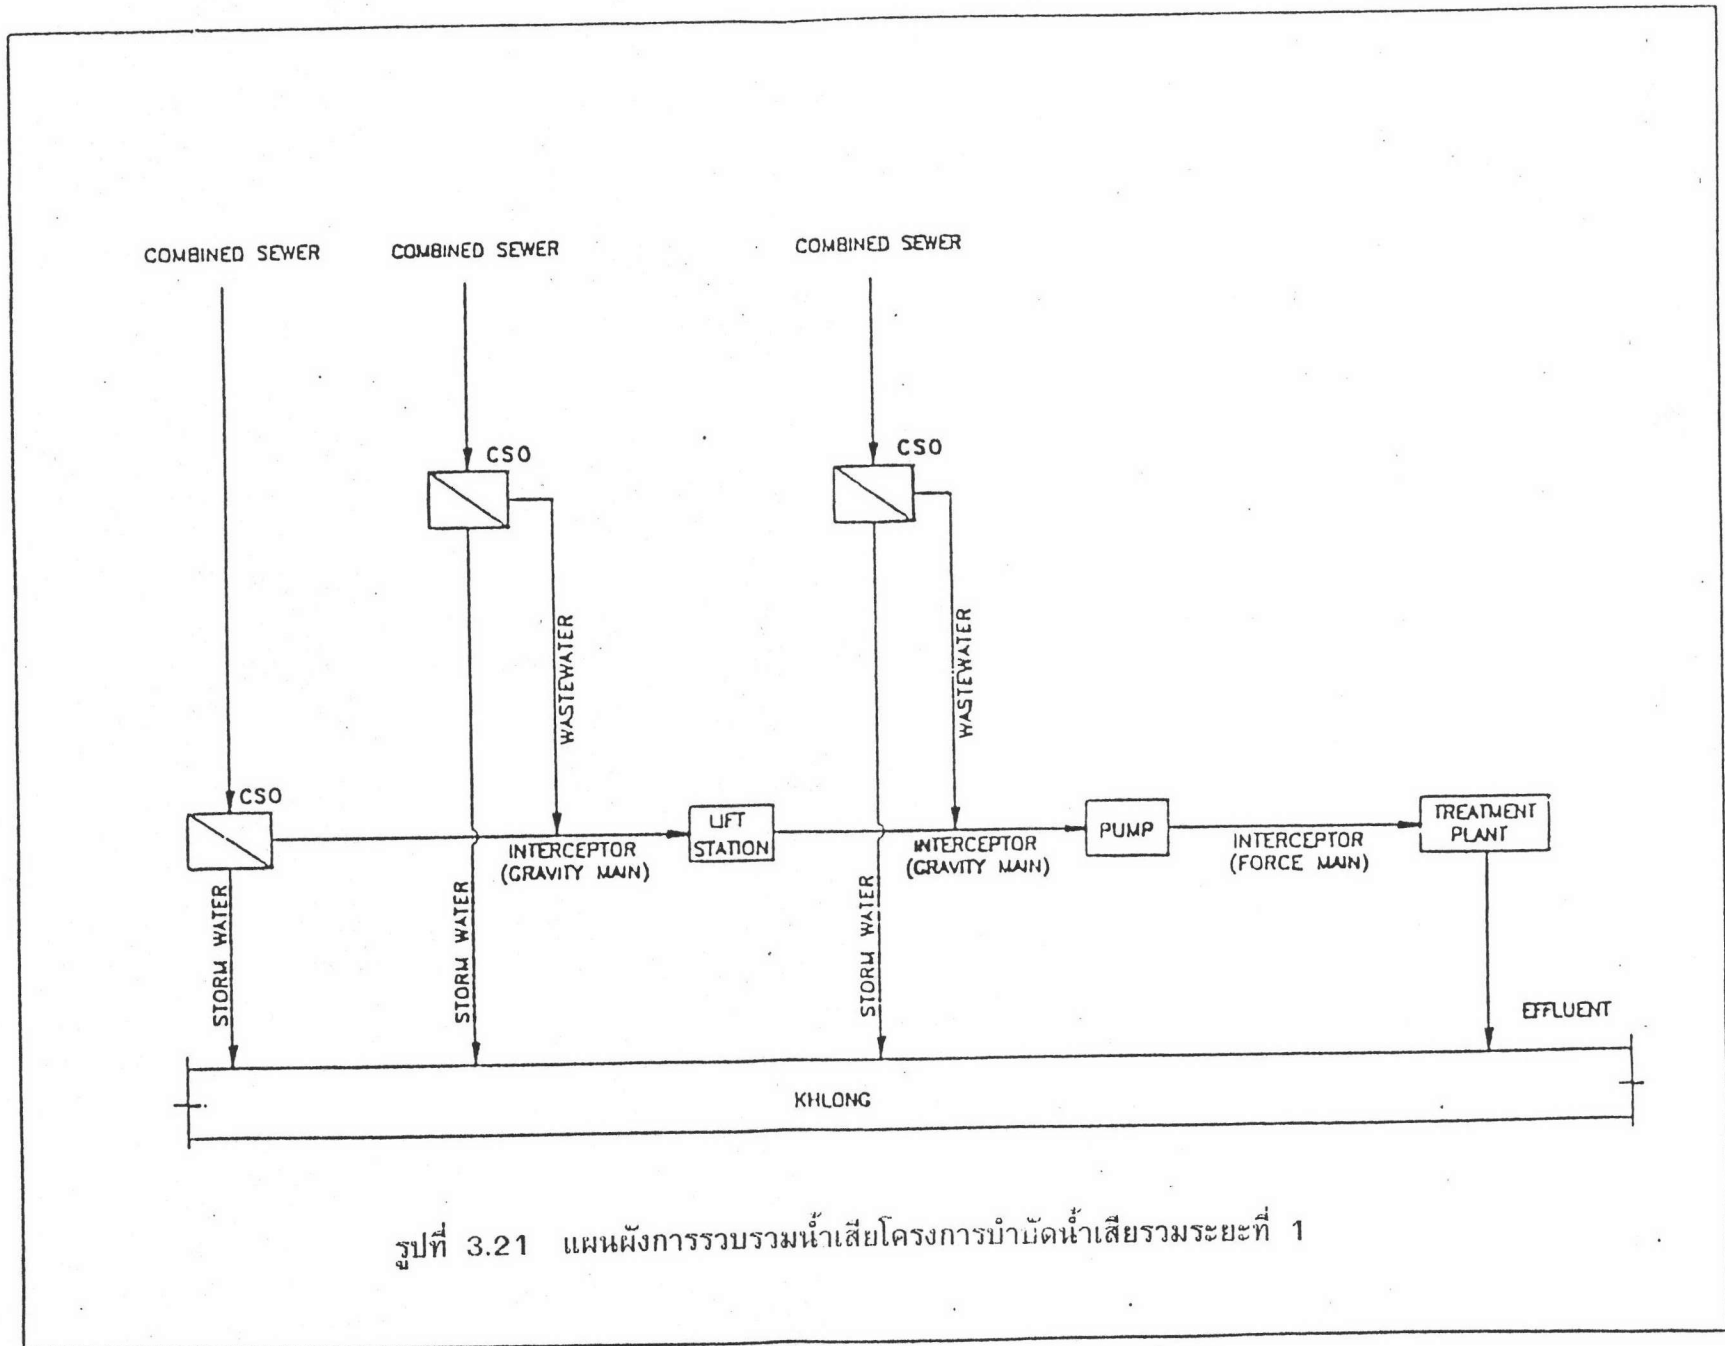 COMBINED SEWER
COMBINED SEWER
COMBINED SEWER
CSO
CSO
WASTEWATER
WASTEWATER
CSO
LIFT
STATION
PUMP
TREATMENT
PLANT
INTERCEPTOR
(GRAVITY MAIN)
INTERCEPTOR
(GRAVITY MAIN)
INTERCEPTOR
(FORCE MAIN)
STORM WATER
STORM WATER
STORM WATER
EFFLUENT
KHLONG
รูปที่ 3.21 แผนผังการรวบรวมน้ำเสียโครงการบำบัดน้ำเสียรวมระยะที่ 1